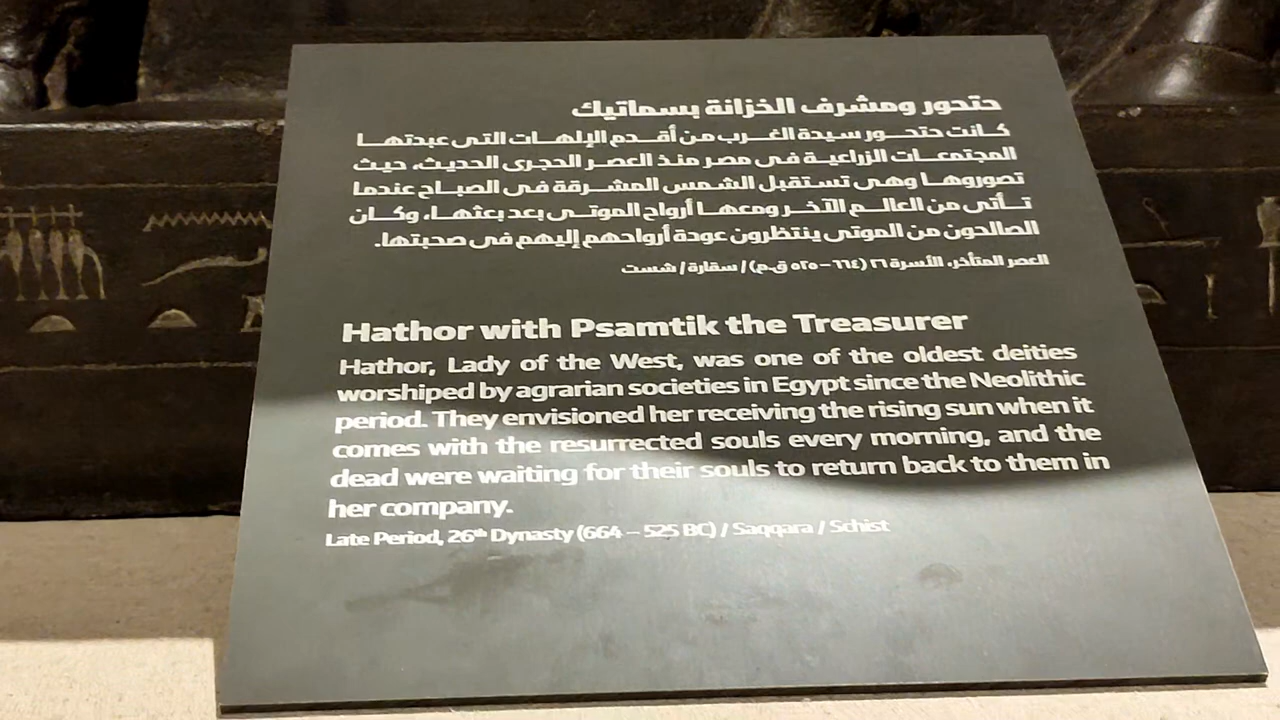 حتحور ومشرف الخزانة بسماتيك
كانت حتحور سيدة الغرب من أقدم الإلهات التى عبدتها
المجتمعات الزراعية فى مصر منذ العصر الحجرى الحديث، حيث
تصوروها وهى تستقبل الشمس المشرقة فى الصباح عندما
تأتى من العالم الآخر ومعها أرواح الموتى بعد بعثها، وكان
الصالحون من الموتى ينتظرون عودة أرواحهم إليهم فى صحبتها.
العصر المتأخر، الأسرة ٢٦ (٦٦٤ – ٥٢٥ ق.م) / سقارة / شست
Hathor with Psamtik the Treasurer
Hathor, Lady of the West, was one of the oldest deities
worshiped by agrarian societies in Egypt since the Neolithic
period. They envisioned her receiving the rising sun when it
comes with the resurrected souls every morning, and the
dead were waiting for their souls to return back to them in
her company.
Late Period, 26th Dynasty (664 – 525 BC) / Saqqara / Schist